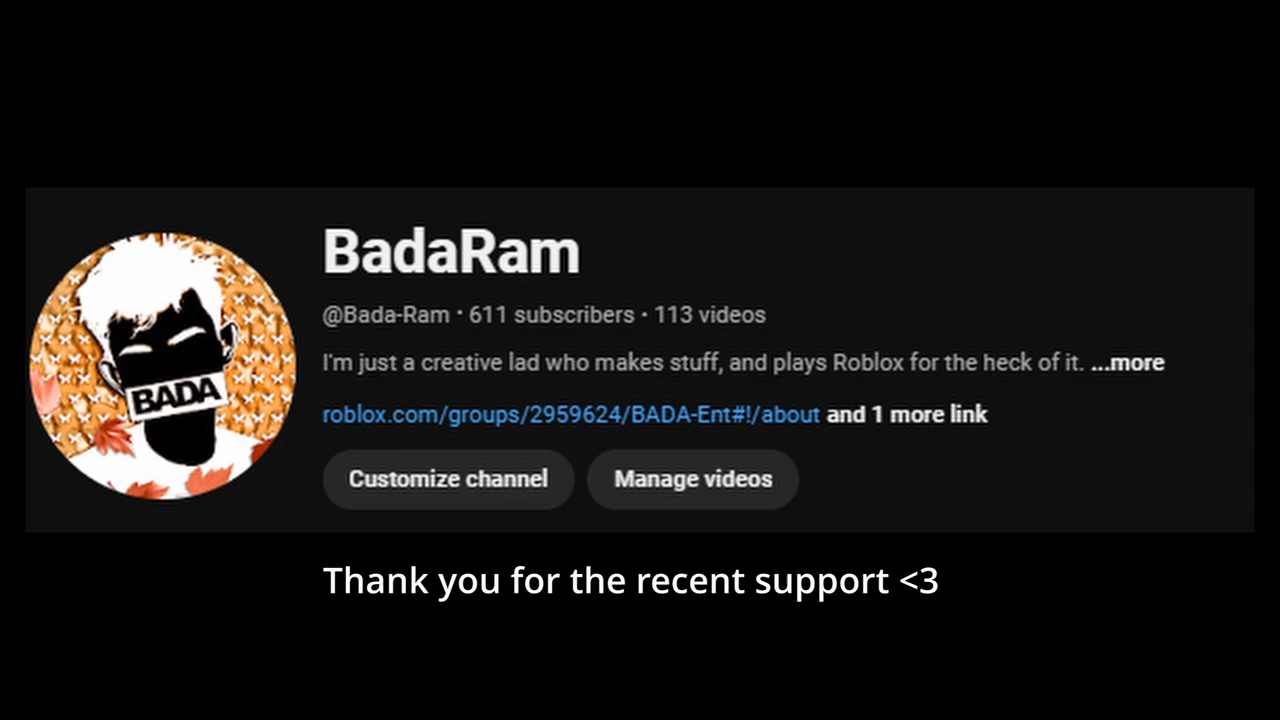 BADA
BadaRam
@Bada-Ram • 611 subscribers • 113 videos
I'm just a creative lad who makes stuff, and plays Roblox for the heck of it. ...more
roblox.com/groups/2959624/BADA-Ent#!/about and 1 more link
Customize channel Manage videos
Thank you for the recent support <3